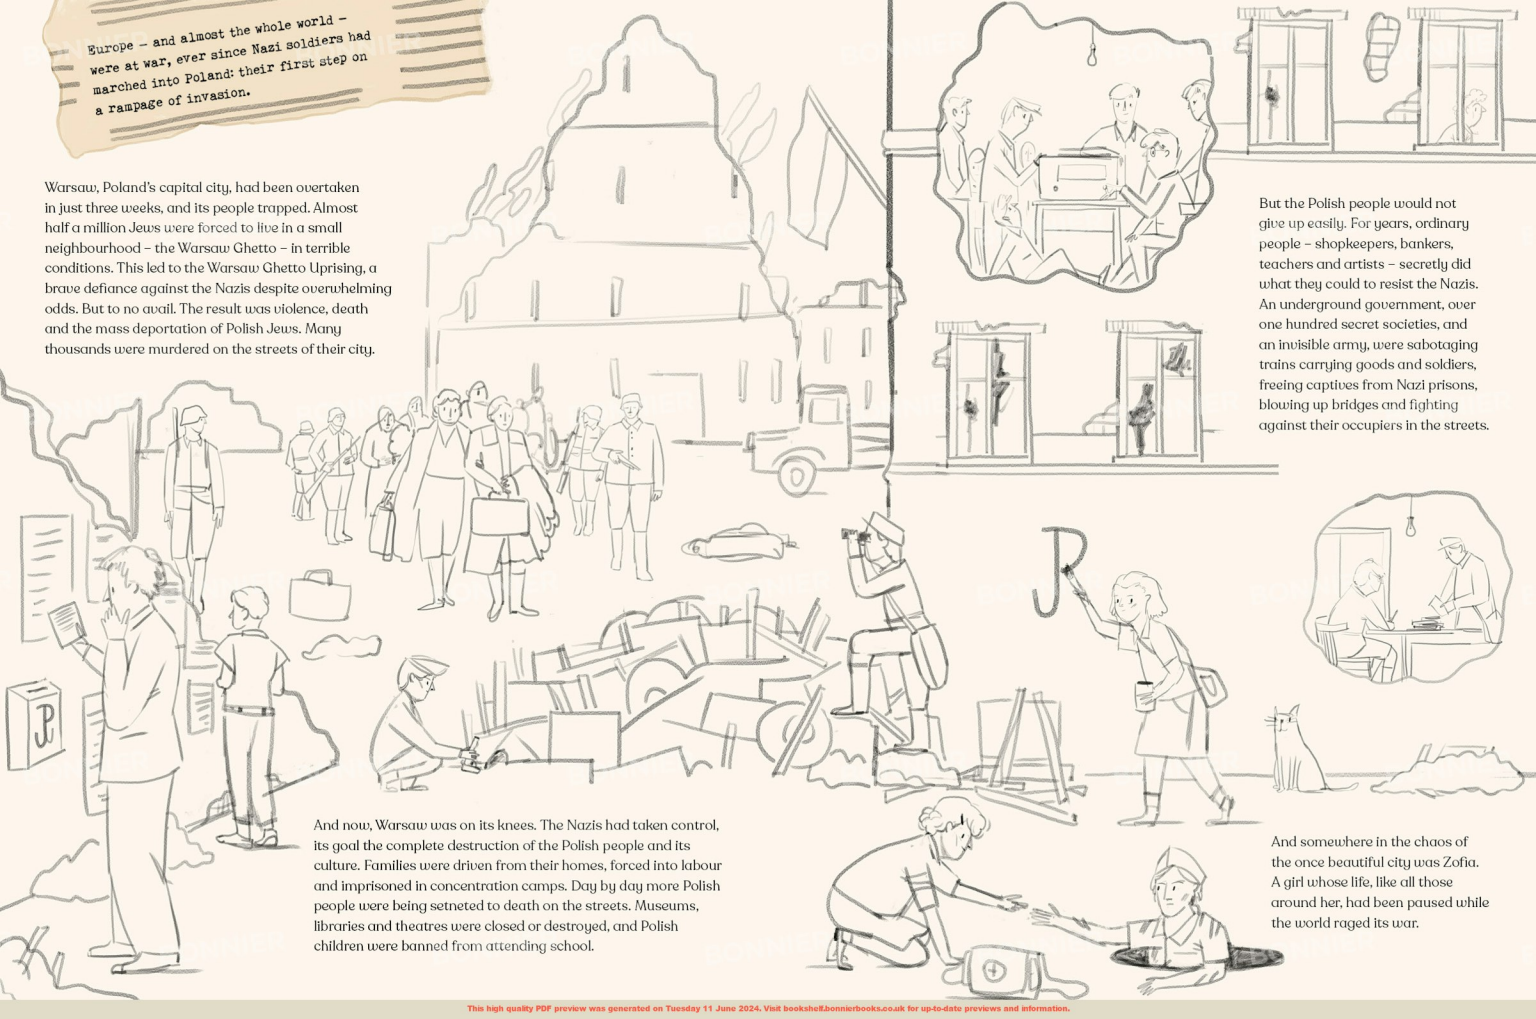 Europe – and almost the whole world –
were at war, ever since Nazi soldiers had
marched into Poland: their first step on
a rampage of invasion.
Warsaw, Poland's capital city, had been overtaken
in just three weeks, and its people trapped. Almost
half a million Jews were forced to live in a small
neighbourhood – the Warsaw Ghetto – in terrible
conditions. This led to the Warsaw Ghetto Uprising, a
brave defiance against the Nazis despite overwhelming
odds. But to no avail. The result was violence, death
and the mass deportation of Polish Jews. Many
thousands were murdered on the streets of their city.
And now, Warsaw was on its knees. The Nazis had taken control,
its goal the complete destruction of the Polish people and its
culture. Families were driven from their homes, forced into labour
and imprisoned in concentration camps. Day by day more Polish
people were being setneted to death on the streets. Museums,
libraries and theatres were closed or destroyed, and Polish
children were banned from attending school.
But the Polish people would not
give up easily. For years, ordinary
people – shopkeepers, bankers,
teachers and artists – secretly did
what they could to resist the Nazis.
An underground government, over
one hundred secret societies, and
an invisible army, were sabotaging
trains carrying goods and soldiers,
freeing captives from Nazi prisons,
blowing up bridges and fighting
against their occupiers in the streets.
And somewhere in the chaos of
the once beautiful city was Zofia.
A girl whose life, like all those
around her, had been paused while
the world raged its war.
This high quality PDF preview was generated on Tuesday 11 June 2024. Visit bookshelf.bonnierbooks.co.uk for up-to-date previews and information.